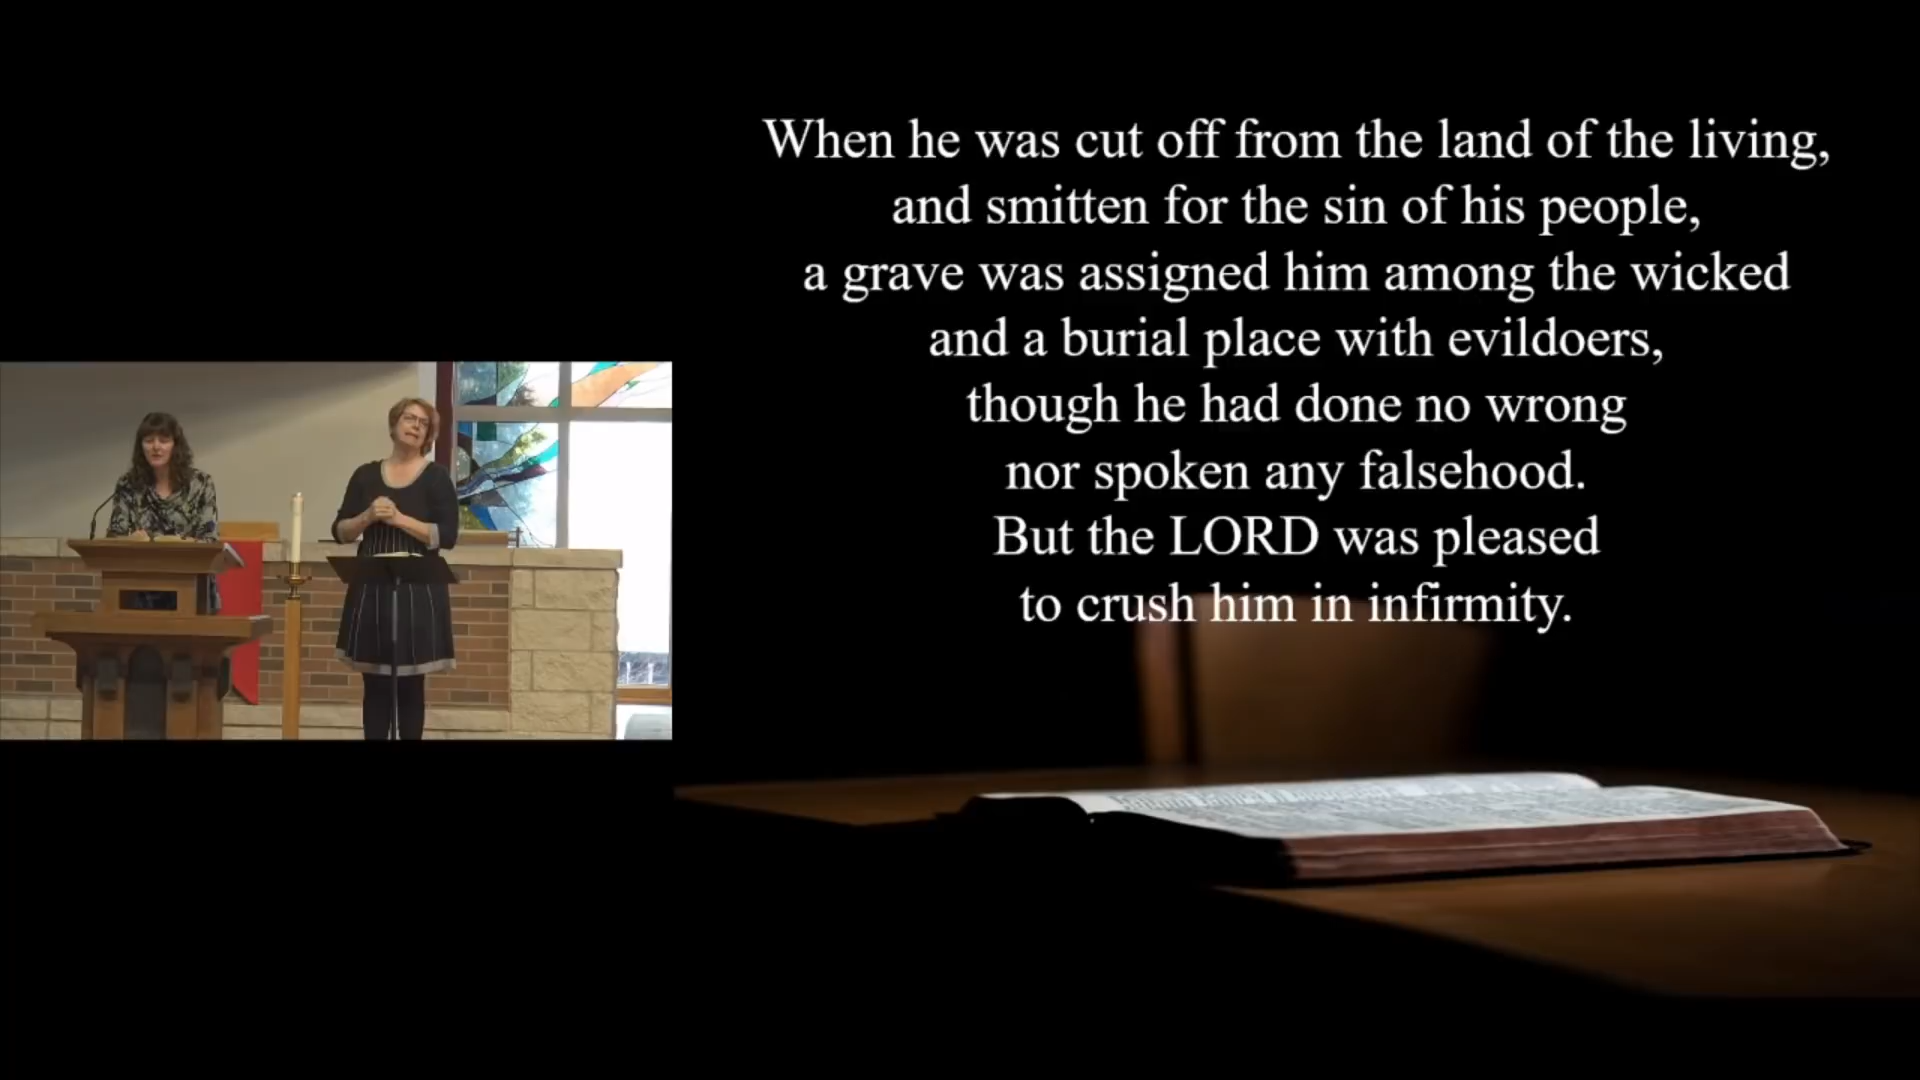 When he was cut off from the land of the living,
and smitten for the sin of his people,
a grave was assigned him among the wicked
and a burial place with evildoers,
though he had done no wrong
nor spoken any falsehood.
But the LORD was pleased
to crush him in infirmity.